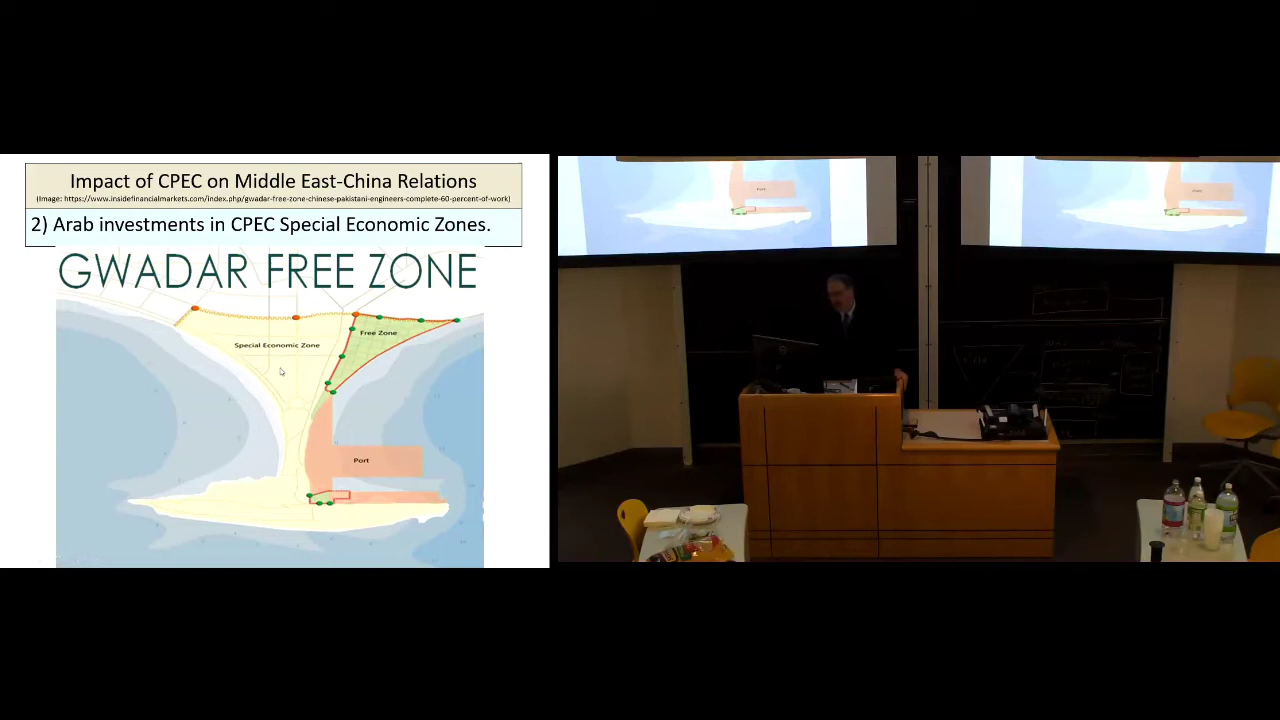 Impact of CPEC on Middle East-China Relations
(Image: https://www.insidefinancialmarkets.com/index.php/gwadar-free-zone-chinese-pakistani-engineers-complete-60-percent-of-work)
2) Arab investments in CPEC Special Economic Zones.
GWADAR FREE ZONE
Free Zone
Special Economic Zone
Port
Port
Port